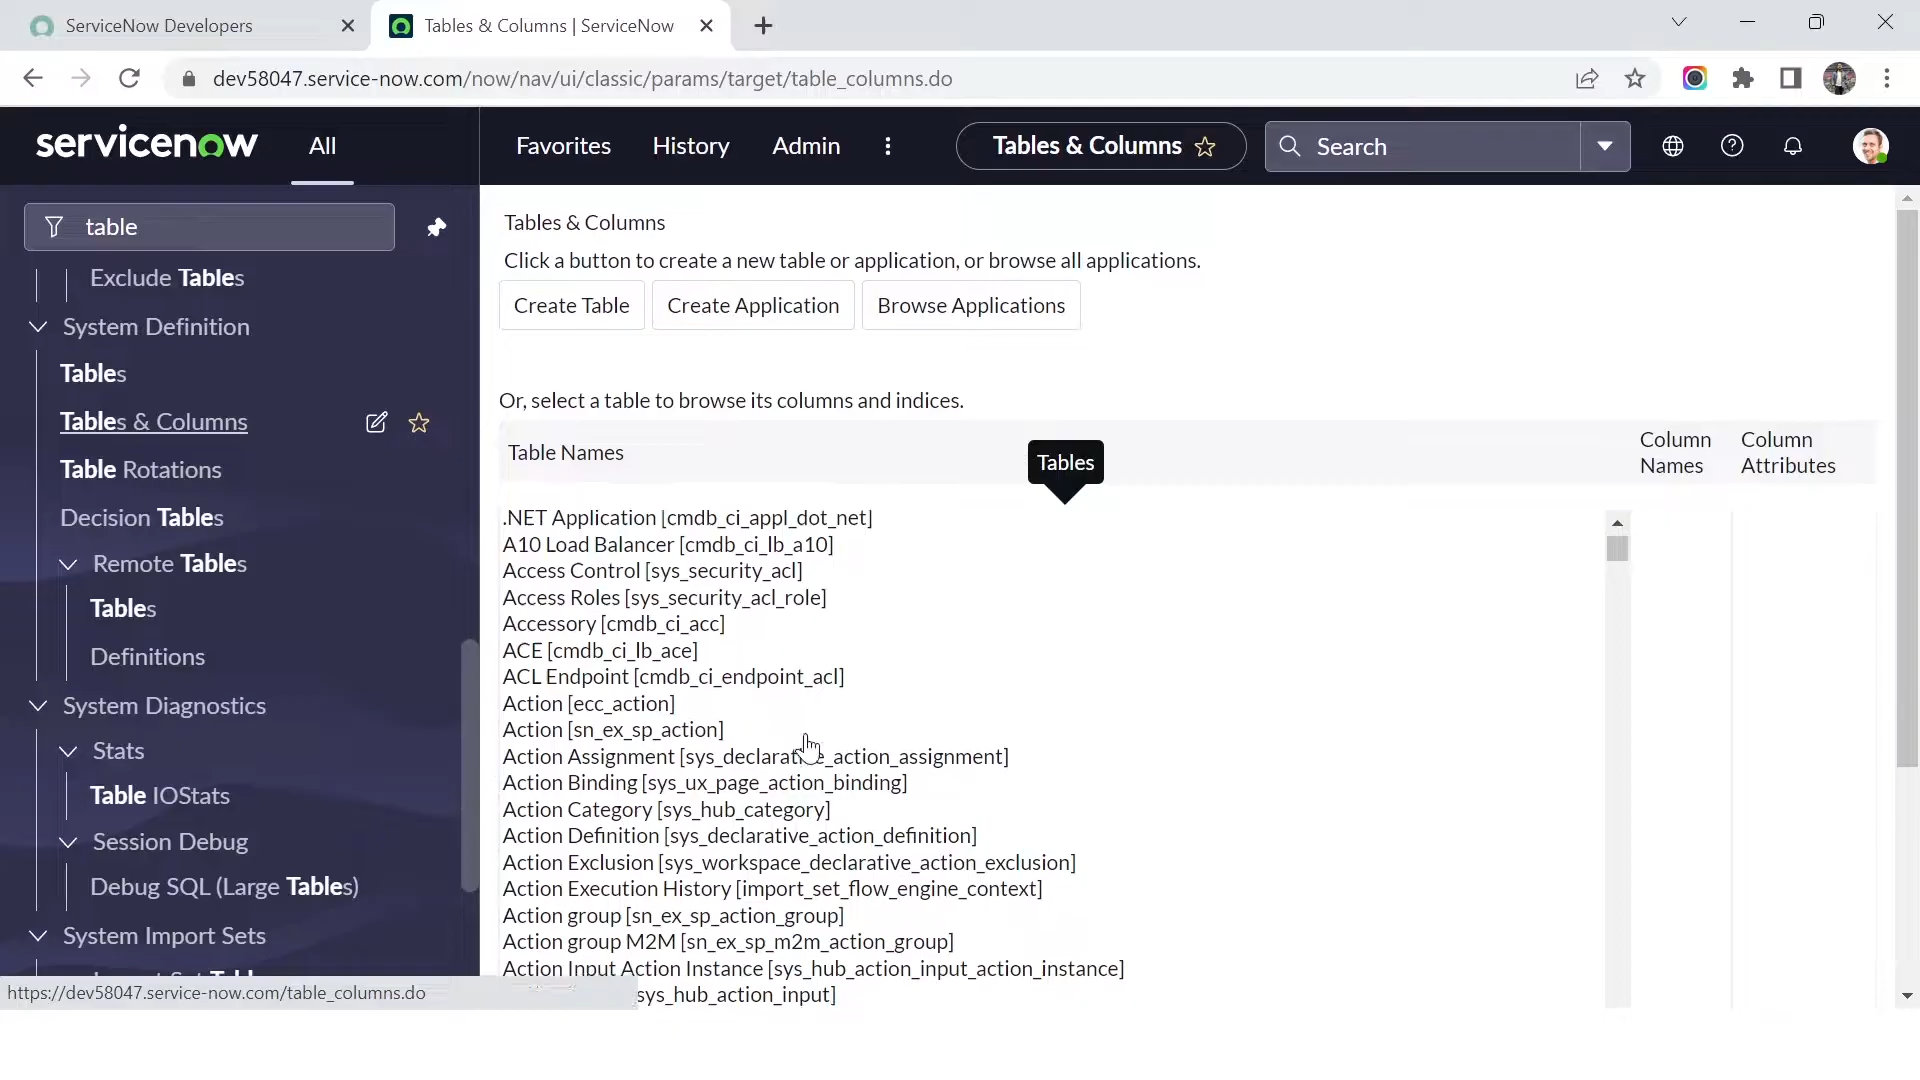 ServiceNow Developers
Tables & Columns | ServiceNow
dev58047.service-now.com/now/nav/ui/classic/params/target/table_columns.do
servicenow
All
Favorites
History
Admin
Tables & Columns
Search
table
Exclude Tables
System Definition
Tables
Tables & Columns
Table Rotations
Decision Tables
Remote Tables
Tables
Definitions
System Diagnostics
Stats
Table IOStats
Session Debug
Debug SQL (Large Tables)
System Import Sets
https://dev58047.service-now.com/table_columns.do
Tables & Columns
Click a button to create a new table or application, or browse all applications.
Create Table
Create Application
Browse Applications
Or, select a table to browse its columns and indices.
Table Names
Column Names
Column Attributes
Tables
.NET Application [cmdb_ci_appl_dot_net]
A10 Load Balancer [cmdb_ci_lb_a10]
Access Control [sys_security_acl]
Access Roles [sys_security_acl_role]
Accessory [cmdb_ci_acc]
ACE [cmdb_ci_lb_ace]
ACL Endpoint [cmdb_ci_endpoint_acl]
Action [ecc_action]
Action [sn_ex_sp_action]
Action Assignment [sys_declarative_action_assignment]
Action Binding [sys_ux_page_action_binding]
Action Category [sys_hub_category]
Action Definition [sys_declarative_action_definition]
Action Exclusion [sys_workspace_declarative_action_exclusion]
Action Execution History [import_set_flow_engine_context]
Action group [sn_ex_sp_action_group]
Action group M2M [sn_ex_sp_m2m_action_group]
Action Input Action Instance [sys_hub_action_input_action_instance]
sys_hub_action_input]